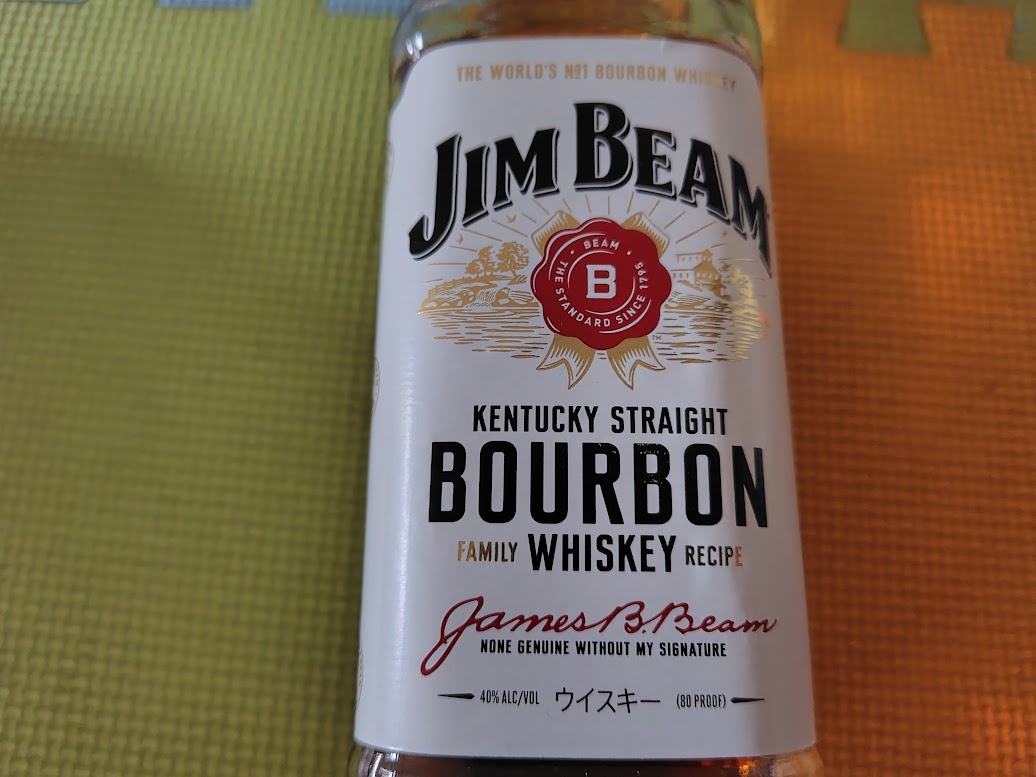 THE WORLD'S №1 BOURBON WHISKEY
JIM BEAM
BEAM
B
THE STANDARD SINCE 1795
TM
KENTUCKY STRAIGHT
BOURBON
FAMILY WHISKEY RECIPE
James B. Beam
NONE GENUINE WITHOUT MY SIGNATURE
40% ALC/VOL ウイスキー (80 PROOF)